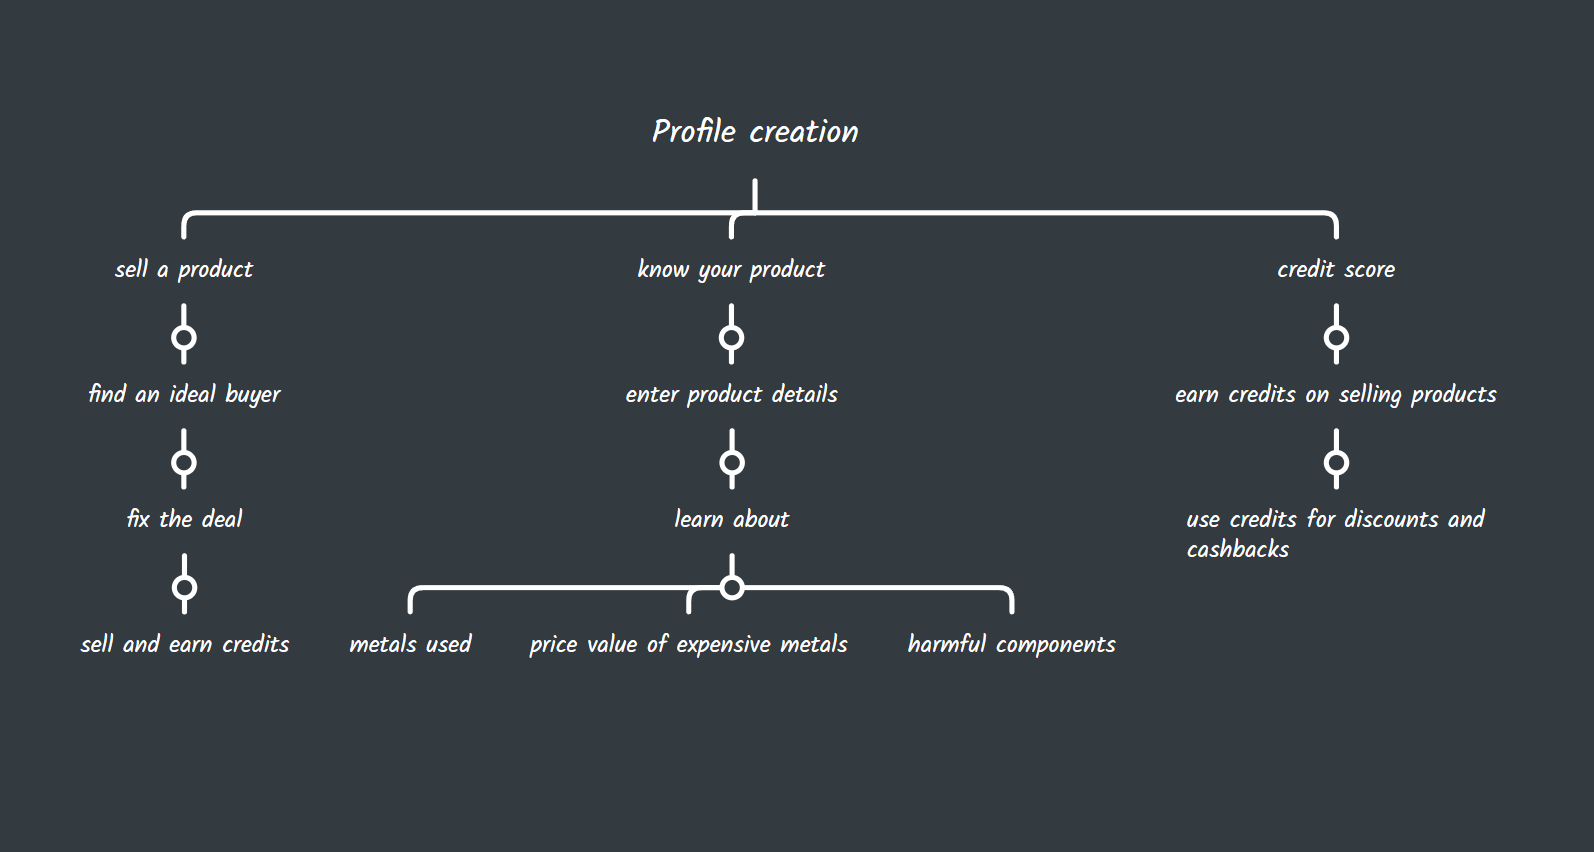 Profile creation
sell a product
know your product
credit score
find an ideal buyer
enter product details
earn credits on selling products
fix the deal
learn about
use credits for discounts and
cashbacks
sell and earn credits
metals used
price value of expensive metals
harmful components